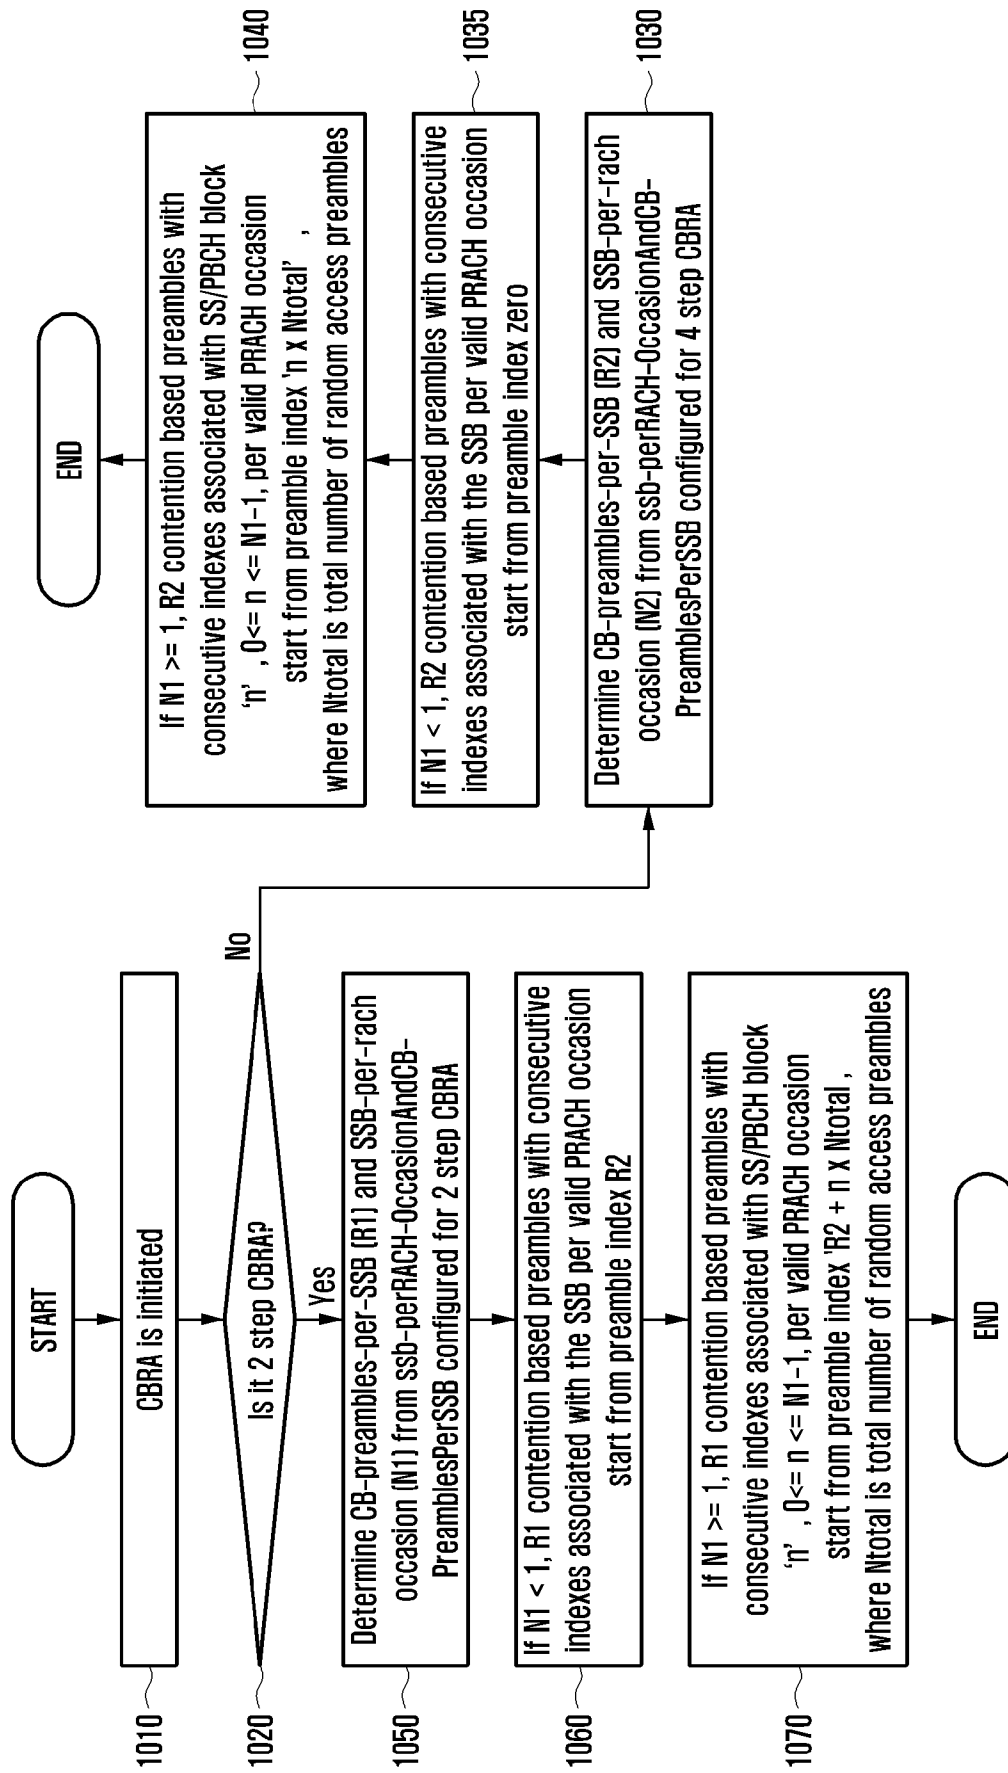 START
CBRA is initiated
1010
Is it 2 step CBRA?
1020
No
Yes
Determine CB-preambles-per-SSB (R1) and SSB-per-rach
occasion (N1) from ssb-perRACH-OccasionAndCB-
PreamblesPerSSB configured for 2 step CBRA
1050
If N1 < 1, R1 contention based preambles with consecutive
indexes associated with the SSB per valid PRACH occasion
start from preamble index R2
1060
If N1 >= 1, R1 contention based preambles with
consecutive indexes associated with SS/PBCH block
‘n’ , 0<= n <= N1-1, per valid PRACH occasion
start from preamble index 'R2 + n x Ntotal ,
where Ntotal is total number of random access preambles
1070
END
END
If N1 >= 1, R2 contention based preambles with
consecutive indexes associated with SS/PBCH block
‘n’ , 0<= n <= N1-1, per valid PRACH occasion
start from preamble index ‘n x Ntotal’ ,
where Ntotal is total number of random access preambles
1040
If N1 < 1, R2 contention based preambles with consecutive
indexes associated with the SSB per valid PRACH occasion
start from preamble index zero
1035
Determine CB-preambles-per-SSB (R2) and SSB-per-rach
occasion (N2) from ssb-perRACH-OccasionAndCB-
PreamblesPerSSB configured for 4 step CBRA
1030